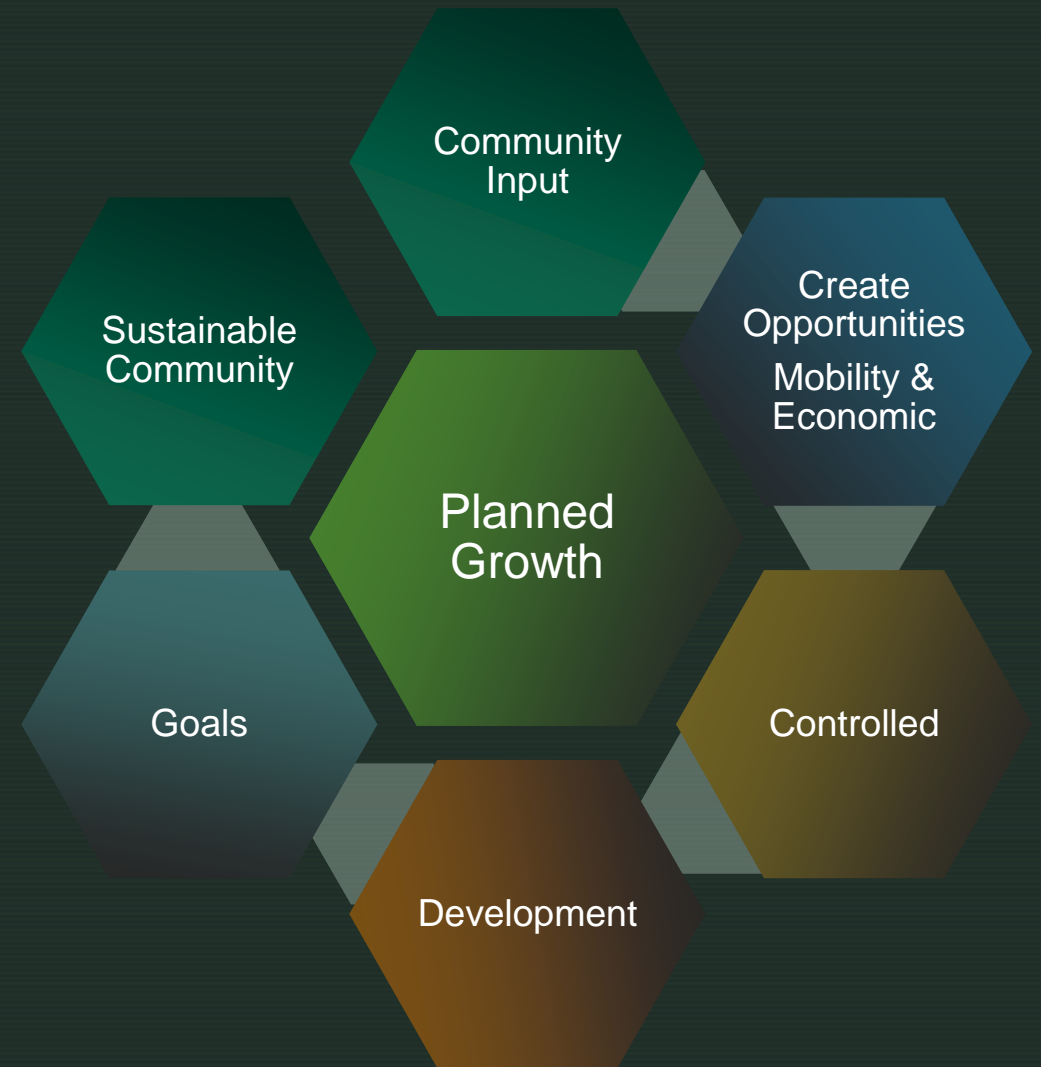 Community
Input
Create
Opportunities
Mobility &
Economic
Sustainable
Community
Planned
Growth
Goals
Controlled
Development